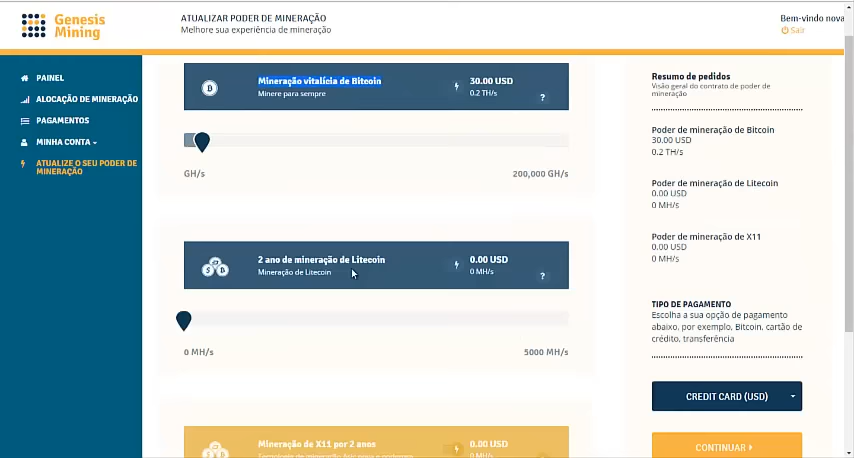 Genesis
Mining
ATUALIZAR PODER DE MINERAÇÃO
Melhore sua experiência de mineração
Bem-vindo nova
Sair
PAINEL
ALOCAÇÃO DE MINERAÇÃO
PAGAMENTOS
MINHA CONTA
ATUALIZE O SEU PODER DE
MINERAÇÃO
Mineração vitalícia de Bitcoin
Minere para sempre
30.00 USD
0.2 TH/s
?
GH/s
200,000 GH/s
2 ano de mineração de Litecoin
Mineração de Litecoin
0.00 USD
0 MH/s
?
0 MH/s
5000 MH/s
Mineração de X11 por 2 anos
0.00 USD
0 MH/s
Resumo de pedidos
Visão geral do contrato de poder de
mineração
Poder de mineração de Bitcoin
30.00 USD
0.2 TH/s
Poder de mineração de Litecoin
0.00 USD
0 MH/s
Poder de mineração de X11
0.00 USD
0 MH/s
TIPO DE PAGAMENTO
Escolha a sua opção de pagamento
abaixo, por exemplo, Bitcoin, cartão de
crédito, transferência
CREDIT CARD (USD)
CONTINUAR